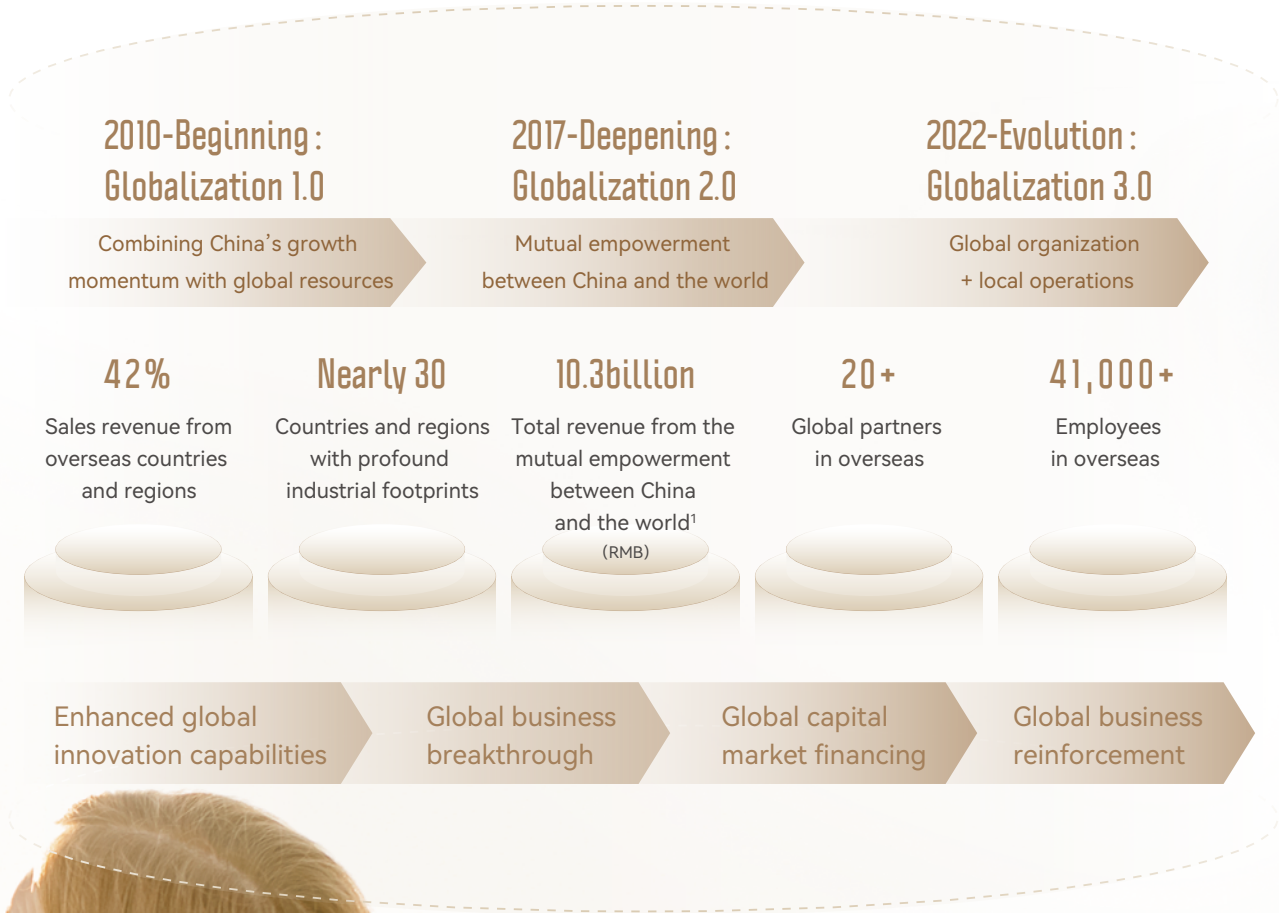 2010-Beginning :
Globalization 1.0
Combining China's growth
momentum with global resources
2017-Deepening :
Globalization 2.0
Mutual empowerment
between China and the world
2022-Evolution :
Globalization 3.0
Global organization
+ local operations
42%
Sales revenue from
overseas countries
and regions
Nearly 30
Countries and regions
with profound
industrial footprints
10.3billion
Total revenue from the
mutual empowerment
between China
and the world¹
(RMB)
20+
Global partners
in overseas
41,000+
Employees
in overseas
Enhanced global
innovation capabilities
Global business
breakthrough
Global capital
market financing
Global business
reinforcement